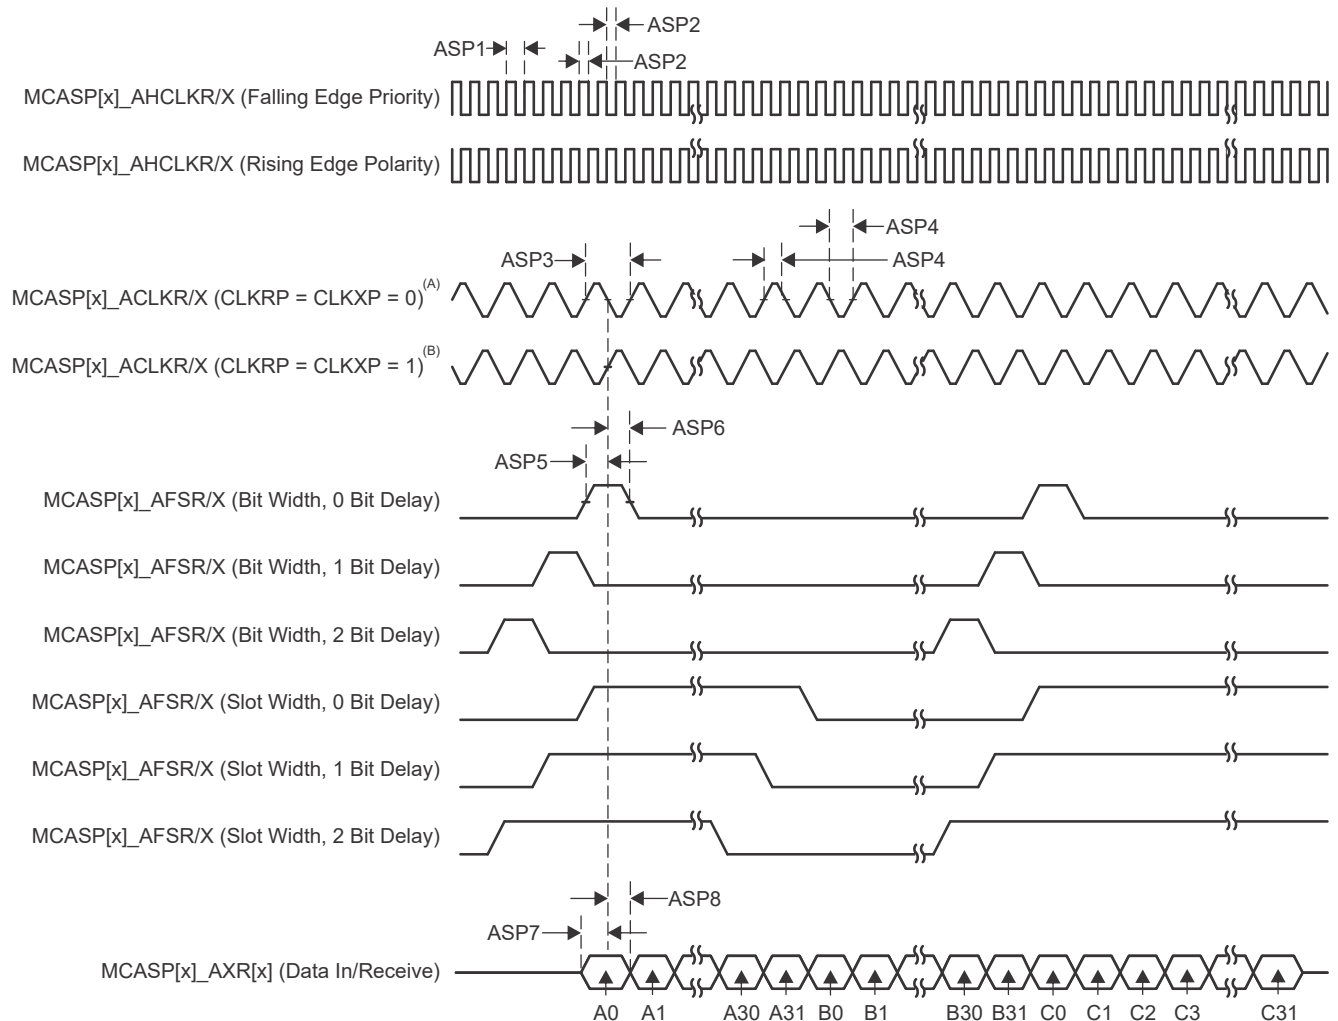 ASP2
ASP1
ASP2
MCASP[x]_AHCLKR/X (Falling Edge Priority)
MCASP[x]_AHCLKR/X (Rising Edge Polarity)
ASP4
ASP3
ASP4
MCASP[x]_ACLKR/X (CLKRP = CLKXP = 0)(A)
MCASP[x]_ACLKR/X (CLKRP = CLKXP = 1)(B)
ASP6
ASP5
MCASP[x]_AFSR/X (Bit Width, 0 Bit Delay)
MCASP[x]_AFSR/X (Bit Width, 1 Bit Delay)
MCASP[x]_AFSR/X (Bit Width, 2 Bit Delay)
MCASP[x]_AFSR/X (Slot Width, 0 Bit Delay)
MCASP[x]_AFSR/X (Slot Width, 1 Bit Delay)
MCASP[x]_AFSR/X (Slot Width, 2 Bit Delay)
ASP8
ASP7
MCASP[x]_AXR[x] (Data In/Receive)
A0 A1 A30 A31 B0 B1 B30 B31 C0 C1 C2 C3 C31